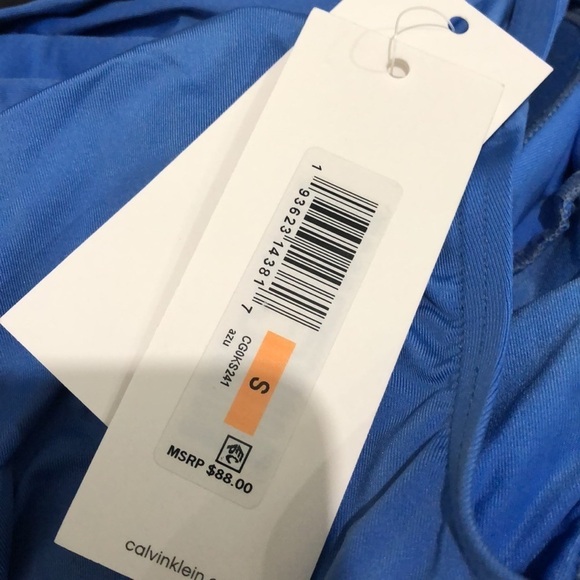 1 93623 14381 7
CG0KS241
azu
S
MSRP $88.00
calvinklein